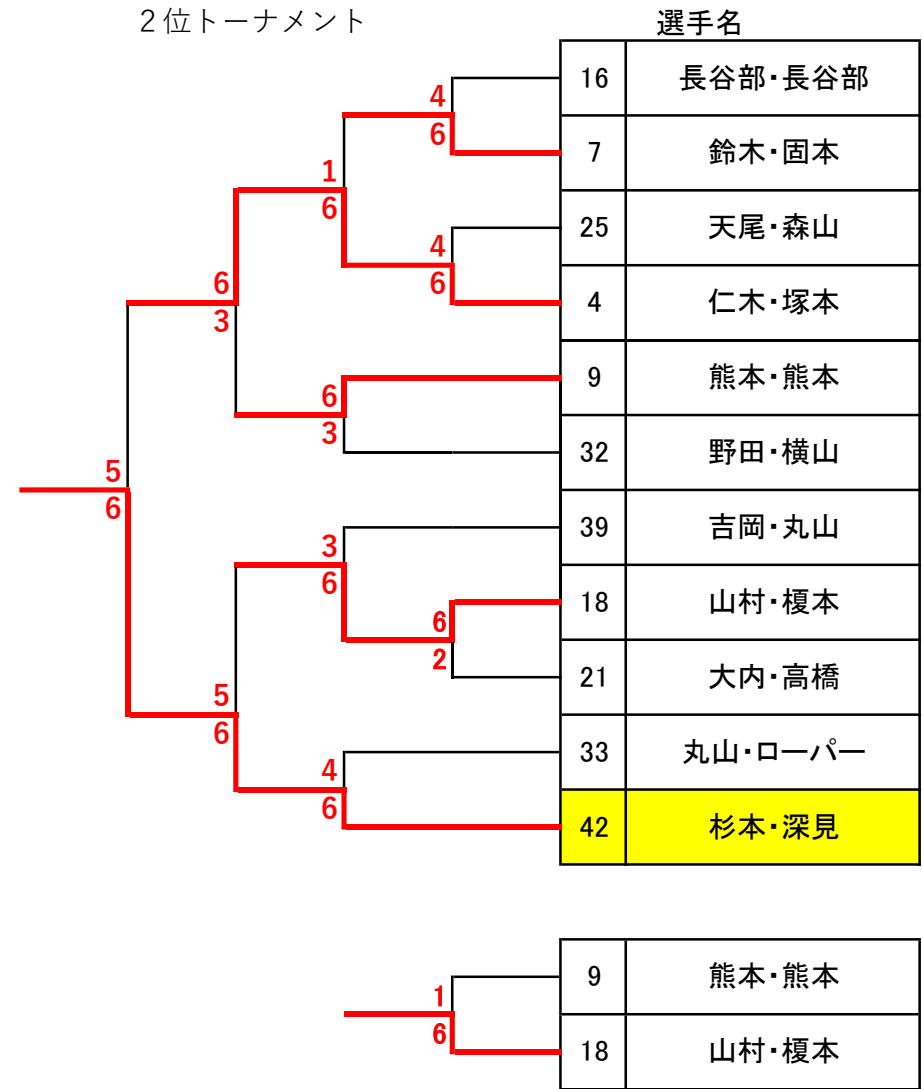 2位トーナメント 選手名
16 長谷部・長谷部
4
6
7 鈴木・固本
1
6
25 天尾・森山
4
6
4 仁木・塚本
6
3
9 熊本・熊本
6
3
32 野田・横山
5
6
39 吉岡・丸山
3
6
18 山村・榎本
6
2
21 大内・高橋
5
6
33 丸山・ローパー
4
6
42 杉本・深見
9 熊本・熊本
1
6
18 山村・榎本